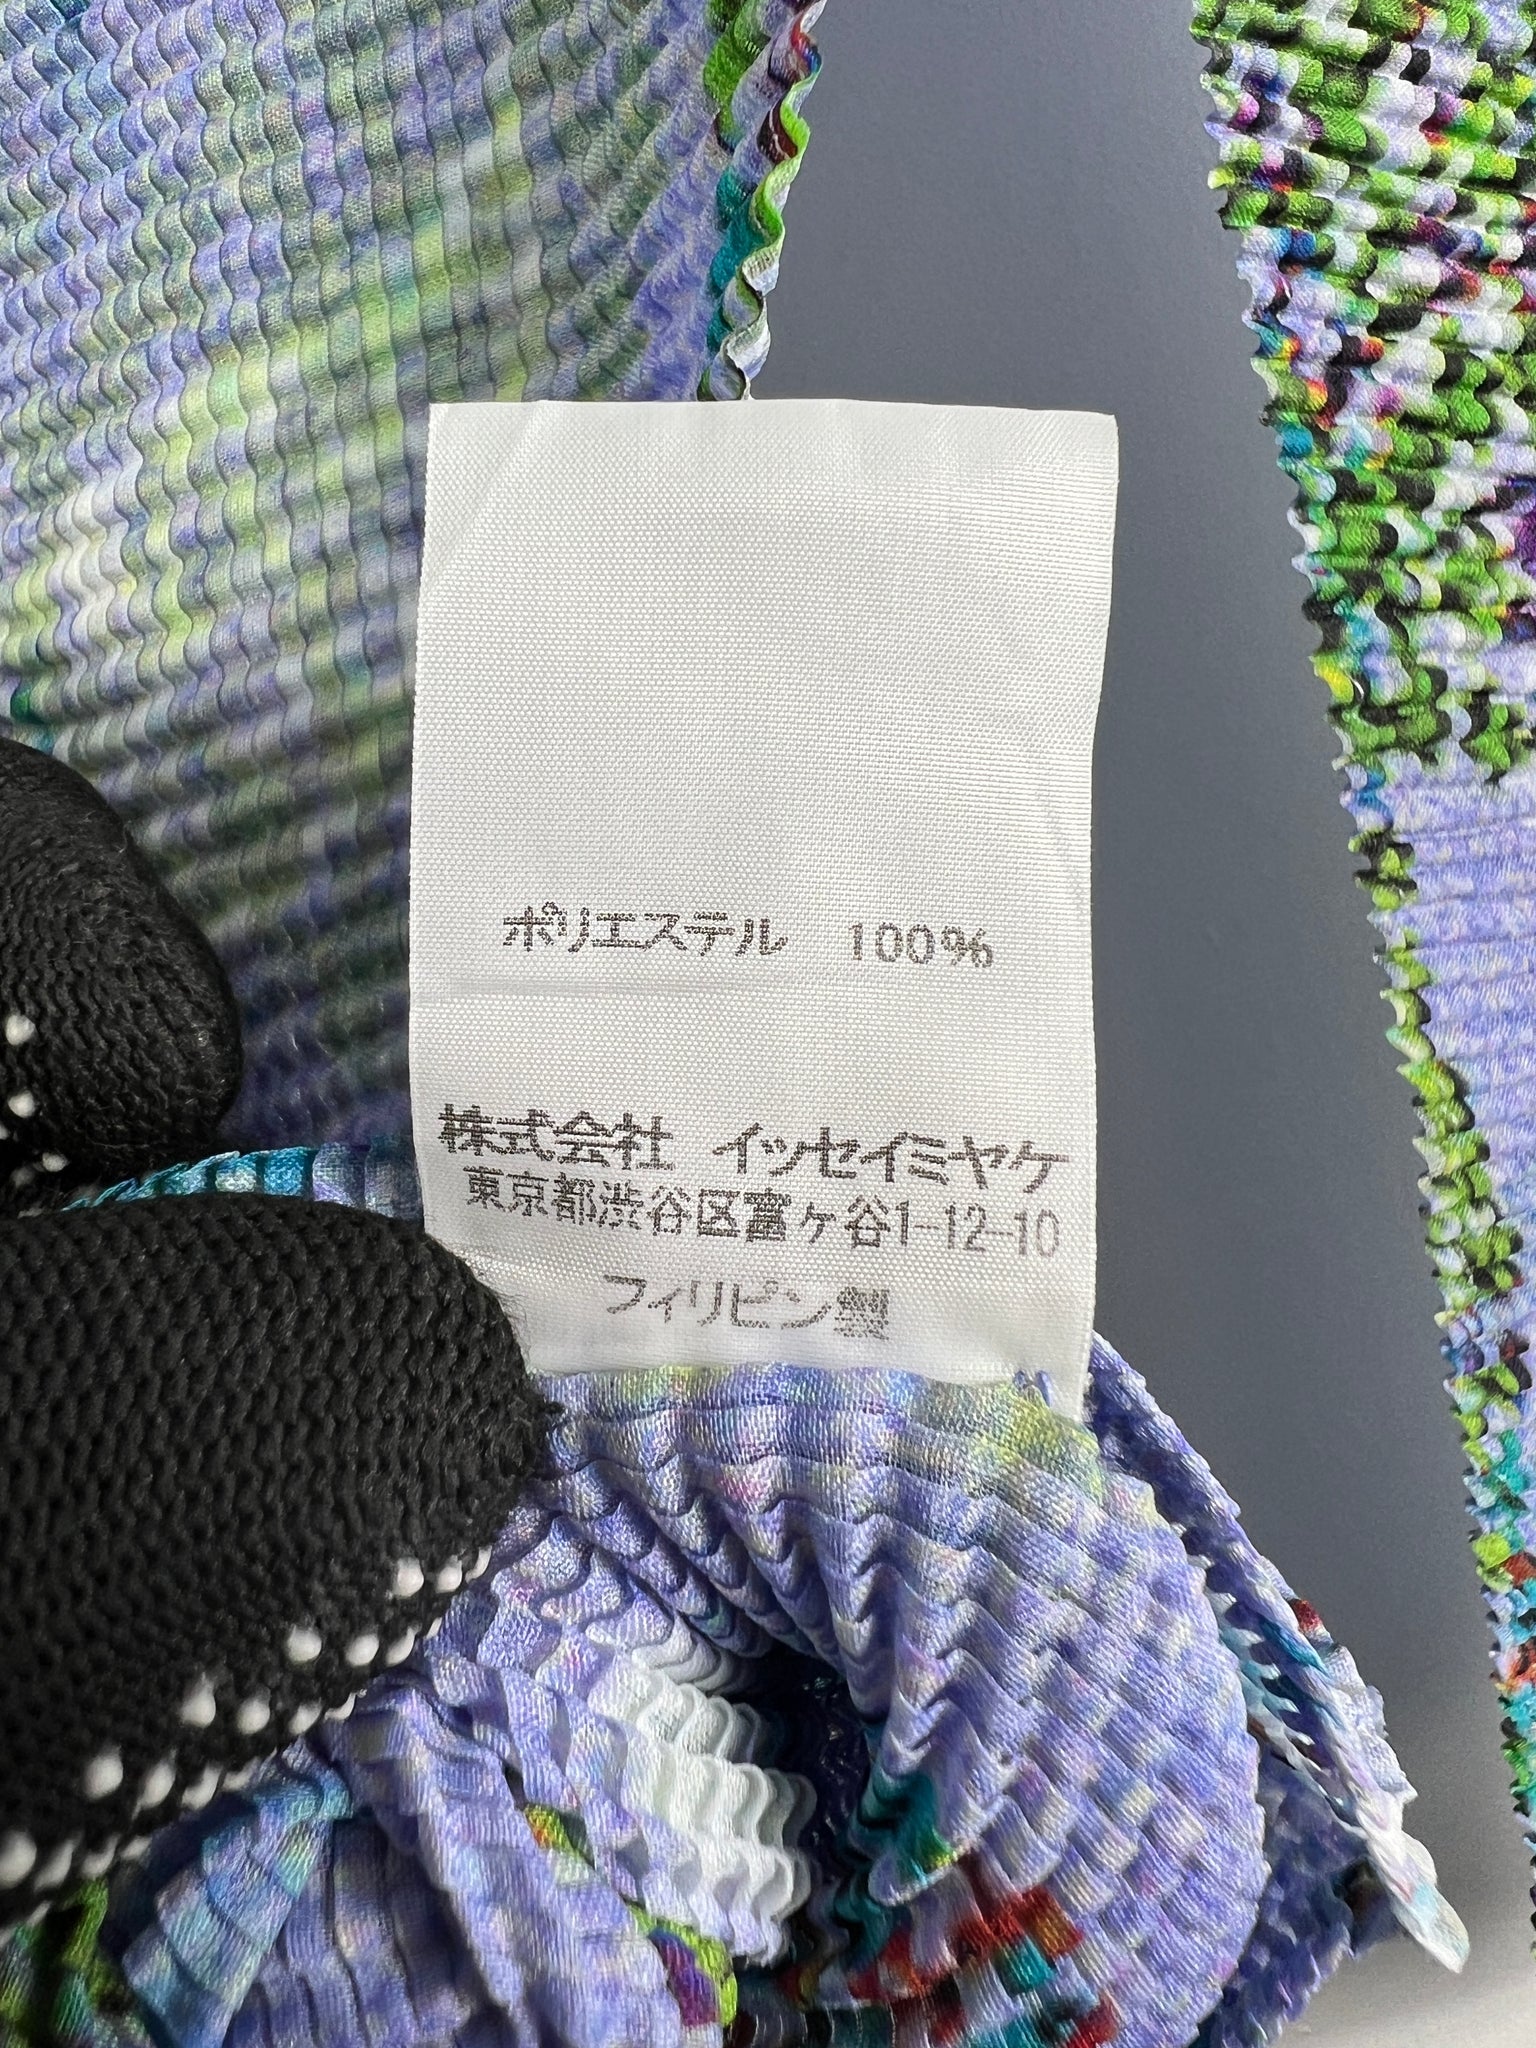 ポリエステル 100%
株式会社 イッセイミヤケ
東京都渋谷区富ヶ谷1-12-10
フィリピン製